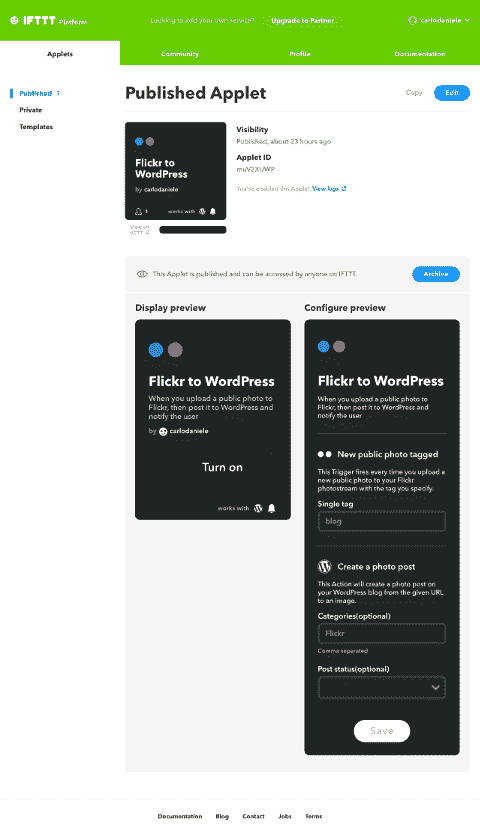 IFTTT Platform
Looking to add your own service?
Upgrade to Partner
carlodaniele
Applets
Community
Profile
Documentation
Published 1
Private
Templates
Published Applet
Copy
Edit
Flickr to
WordPress
by carlodaniele
1
works with
View on
IFTTT
Visibility
Published, about 23 hours ago
Applet ID
muV2XUWP
You've enabled this Applet. View logs
This Applet is published and can be accessed by anyone on IFTTT.
Archive
Display preview
Flickr to WordPress
When you upload a public photo to
Flickr, then post it to WordPress and
notify the user
by carlodaniele
Turn on
works with
Configure preview
Flickr to WordPress
When you upload a public photo to
Flickr, then post it to WordPress and
notify the user
New public photo tagged
This Trigger fires every time you upload a
new public photo to your Flickr
photostream with the tag you specify.
Single tag
blog
Create a photo post
This Action will create a photo post on
your WordPress blog from the given URL
to an image.
Categories(optional)
Flickr
Comma separated
Post status(optional)
Save
Documentation
Blog
Contact
Jobs
Terms